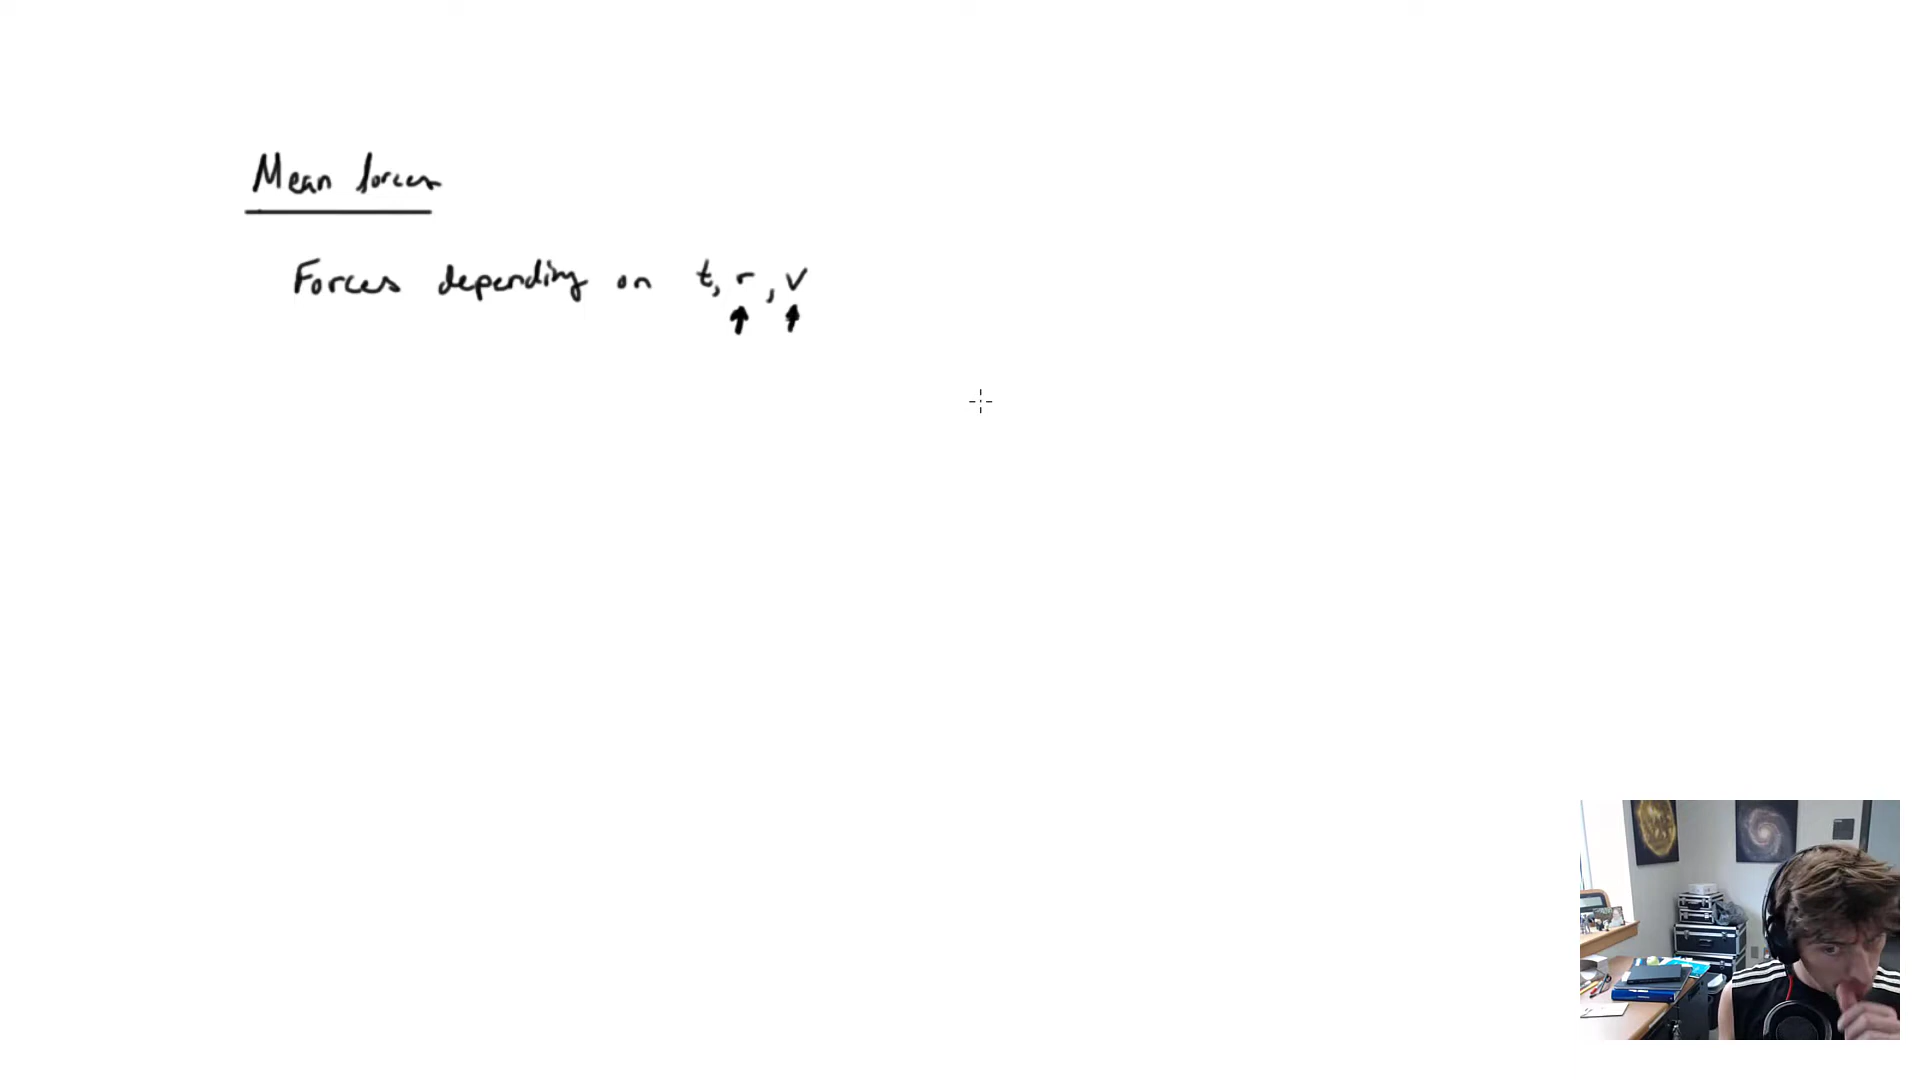 Mean forces
Forces depending on t, r, v